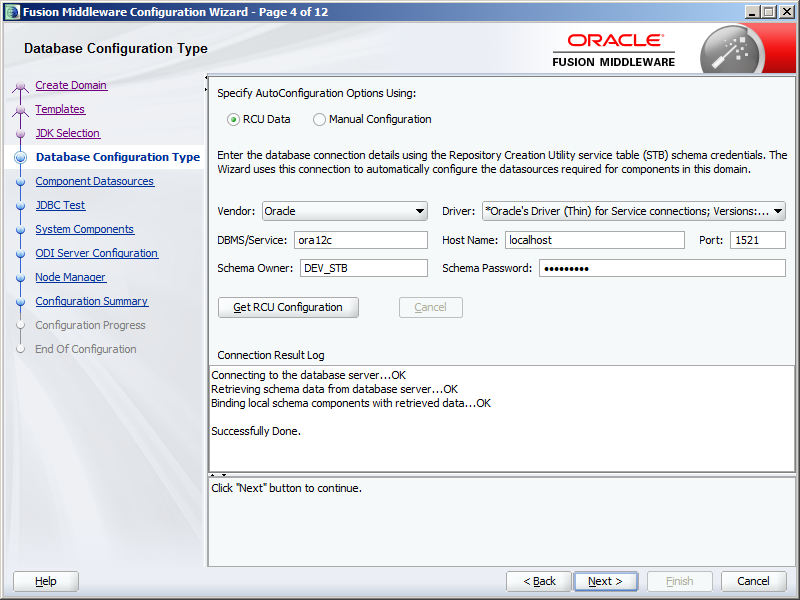 Fusion Middleware Configuration Wizard - Page 4 of 12
Database Configuration Type
ORACLE
FUSION MIDDLEWARE
Create Domain
Templates
JDK Selection
Database Configuration Type
Component Datasources
JDBC Test
System Components
ODI Server Configuration
Node Manager
Configuration Summary
Configuration Progress
End Of Configuration
Specify AutoConfiguration Options Using:
RCU Data Manual Configuration
Enter the database connection details using the Repository Creation Utility service table (STB) schema credentials. The
Wizard uses this connection to automatically configure the datasources required for components in this domain.
Vendor: Oracle Driver: *Oracle's Driver (Thin) for Service connections; Versions:...
DBMS/Service: ora12c Host Name: localhost Port: 1521
Schema Owner: DEV_STB Schema Password: •••••••••
Get RCU Configuration Cancel
Connection Result Log
Connecting to the database server...OK
Retrieving schema data from database server...OK
Binding local schema components with retrieved data...OK
Successfully Done.
Click "Next" button to continue.
Help < Back Next > Finish Cancel